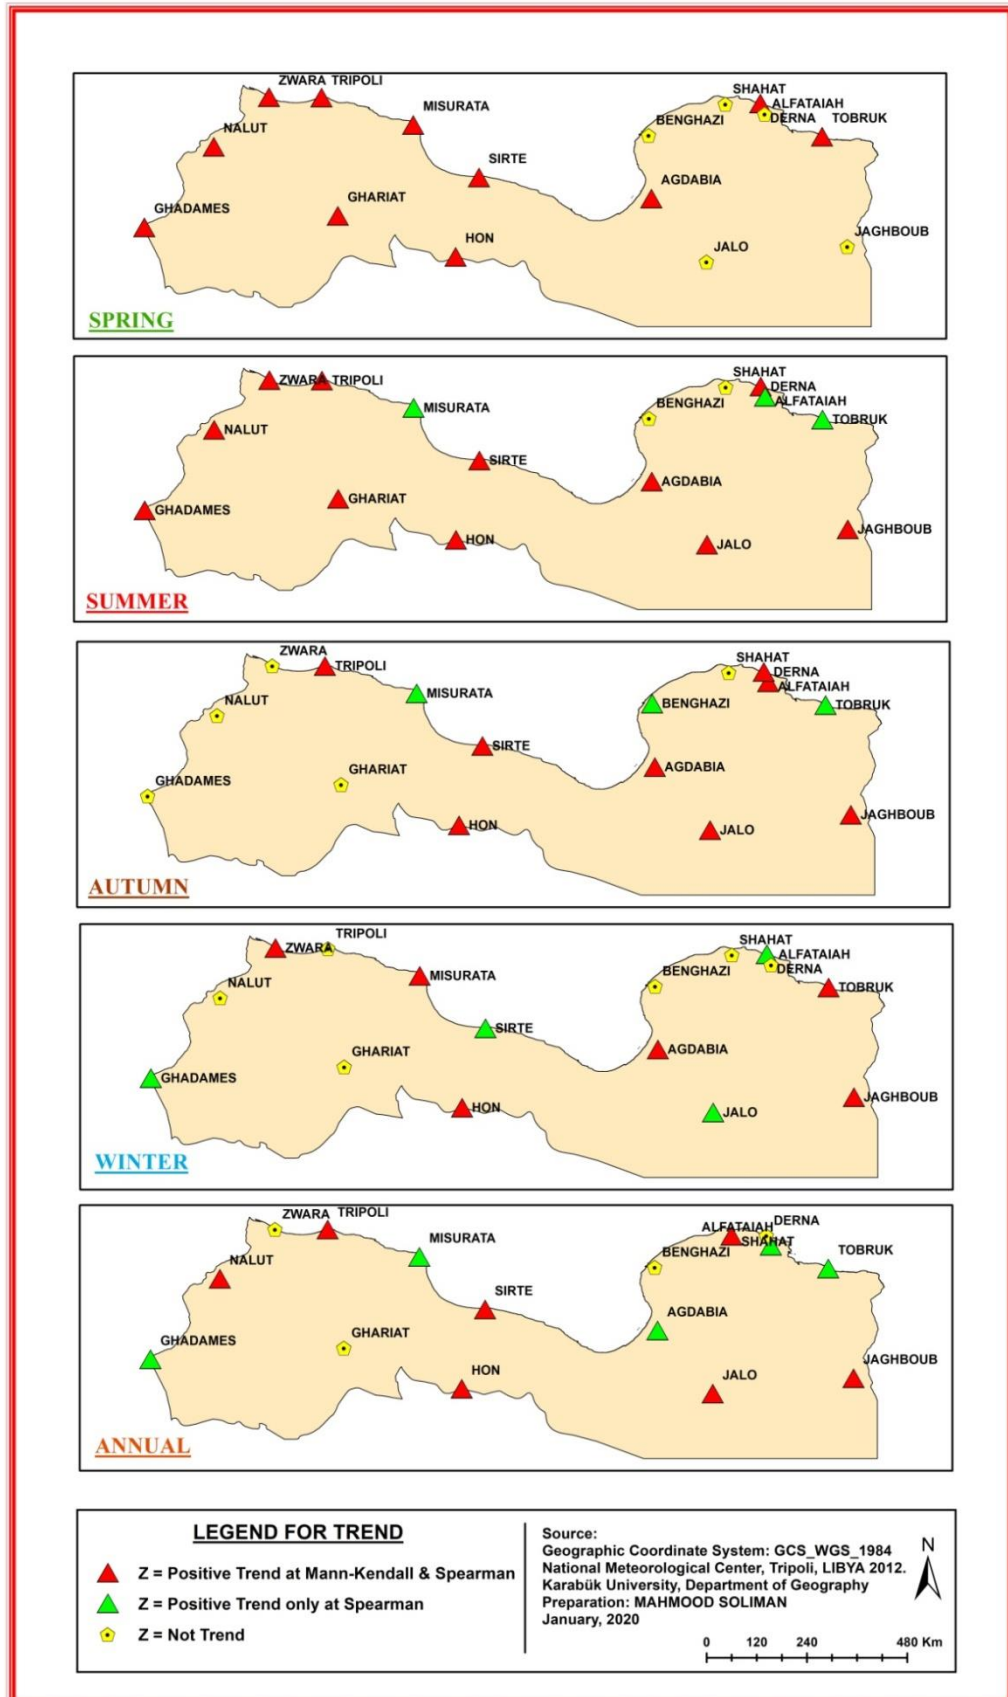 ZWARA TRIPOLI
SHAHAT
ALFATAIAH
MISURATA
BENGHAZI
DERNA
TOBRUK
NALUT
SIRTE
AGDABIA
GHARIAT
GHADAMES
JAGHBOUB
HON
JALO
SPRING
SHAHAT
ZWARA TRIPOLI
DERNA
ALFATAIAH
MISURATA
BENGHAZI
TOBRUK
NALUT
SIRTE
AGDABIA
GHARIAT
GHADAMES
JAGHBOUB
HON
JALO
SUMMER
ZWARA
SHAHAT
TRIPOLI
DERNA
ALFATAIAH
MISURATA
BENGHAZI
TOBRUK
NALUT
SIRTE
AGDABIA
GHARIAT
GHADAMES
JAGHBOUB
HON
JALO
AUTUMN
TRIPOLI
SHAHAT
ZWARA
ALFATAIAH
BENGHAZI
DERNA
MISURATA
TOBRUK
NALUT
SIRTE
AGDABIA
GHARIAT
GHADAMES
JAGHBOUB
HON
JALO
WINTER
ZWARA TRIPOLI
DERNA
ALFATAIAH
SHAHAT
MISURATA
BENGHAZI
TOBRUK
NALUT
SIRTE
AGDABIA
GHARIAT
GHADAMES
JAGHBOUB
HON
JALO
ANNUAL
LEGEND FOR TREND
Z = Positive Trend at Mann-Kendall & Spearman
Z = Positive Trend only at Spearman
Z = Not Trend
Source:
Geographic Coordinate System: GCS_WGS_1984
National Meteorological Center, Tripoli, LIBYA 2012.
Karabük University, Department of Geography
Preparation: MAHMOOD SOLIMAN
January, 2020
N
0 120 240 480 Km